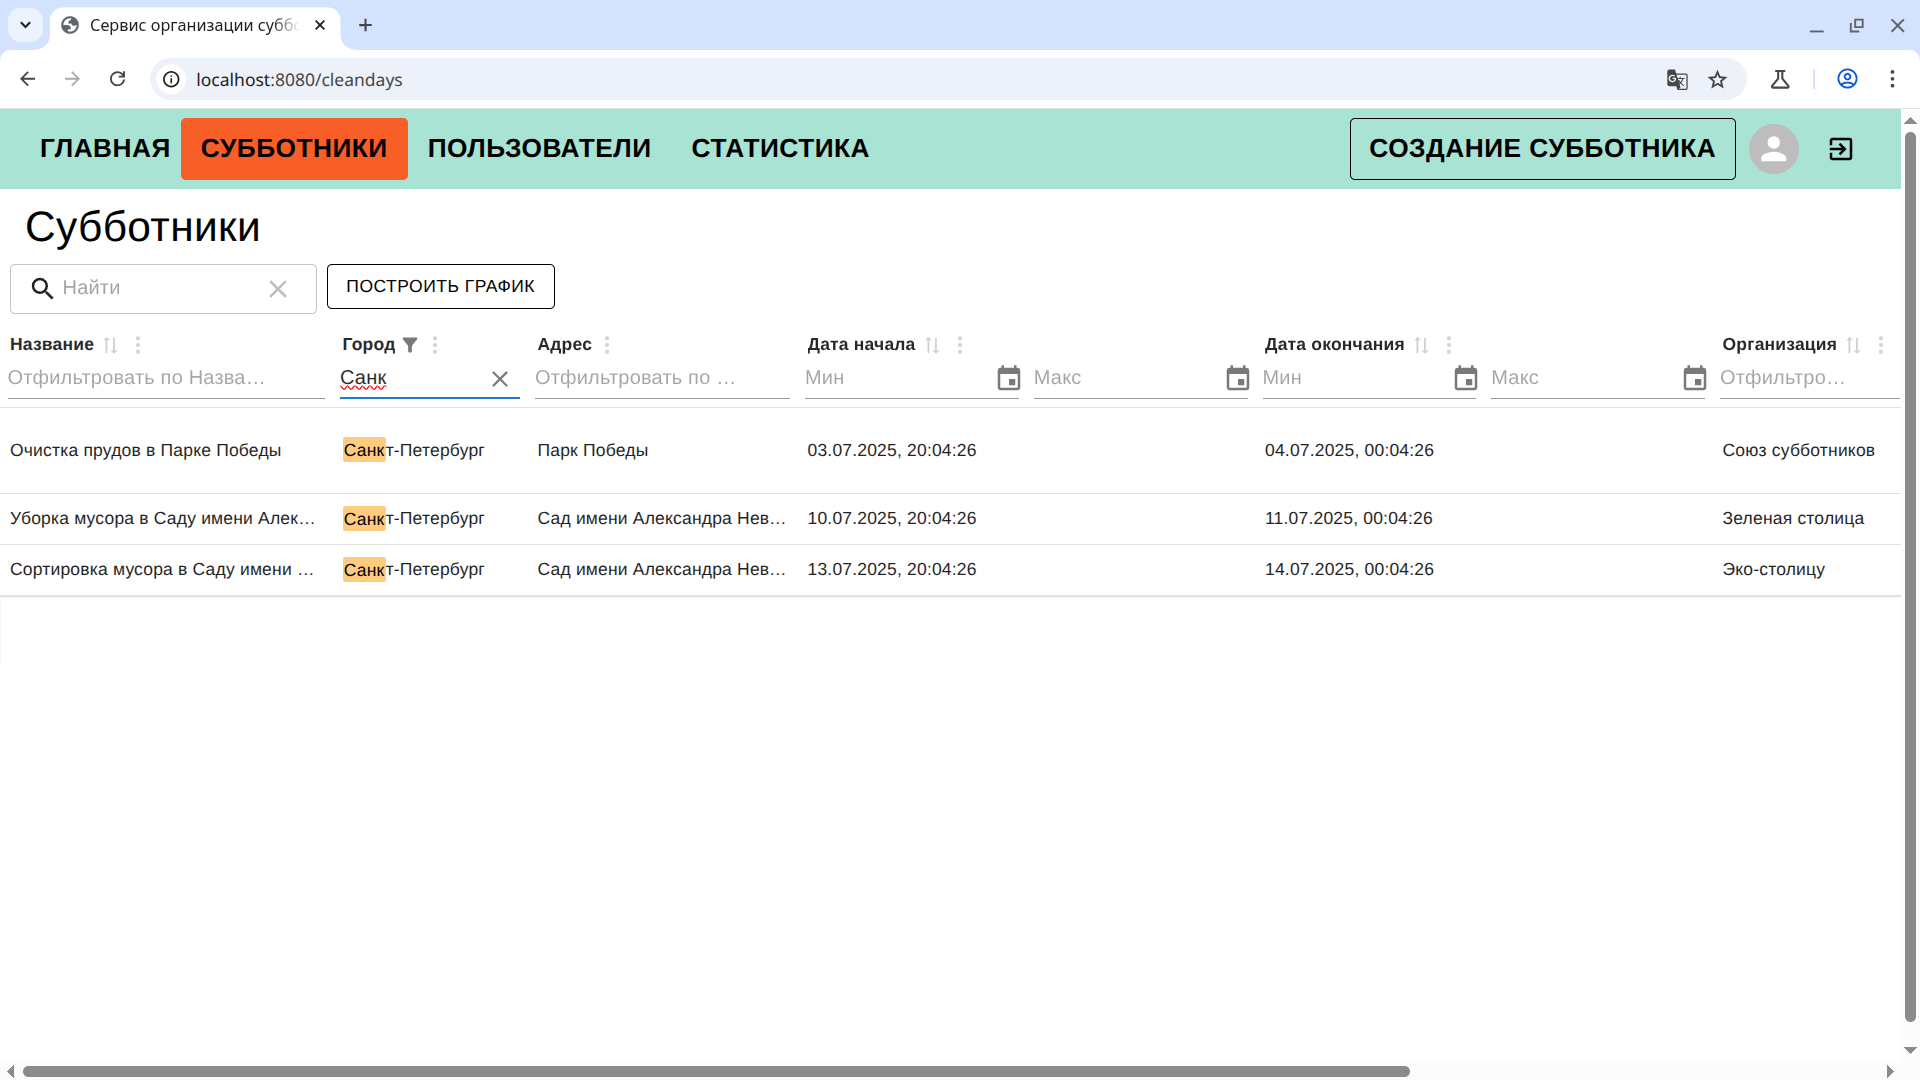 Сервис организации суббо
localhost:8080/cleandays
ГЛАВНАЯ СУББОТНИКИ ПОЛЬЗОВАТЕЛИ СТАТИСТИКА СОЗДАНИЕ СУББОТНИКА
Субботники
Найти ПОСТРОИТЬ ГРАФИК
Название Город Адрес Дата начала Дата окончания Организация
Отфильтровать по Назва… Санк Отфильтровать по … Мин Макс Мин Макс Отфильтро…
Очистка прудов в Парке Победы Санкт-Петербург Парк Победы 03.07.2025, 20:04:26 04.07.2025, 00:04:26 Союз субботников
Уборка мусора в Саду имени Алек… Санкт-Петербург Сад имени Александра Нев… 10.07.2025, 20:04:26 11.07.2025, 00:04:26 Зеленая столица
Сортировка мусора в Саду имени … Санкт-Петербург Сад имени Александра Нев… 13.07.2025, 20:04:26 14.07.2025, 00:04:26 Эко-столицу